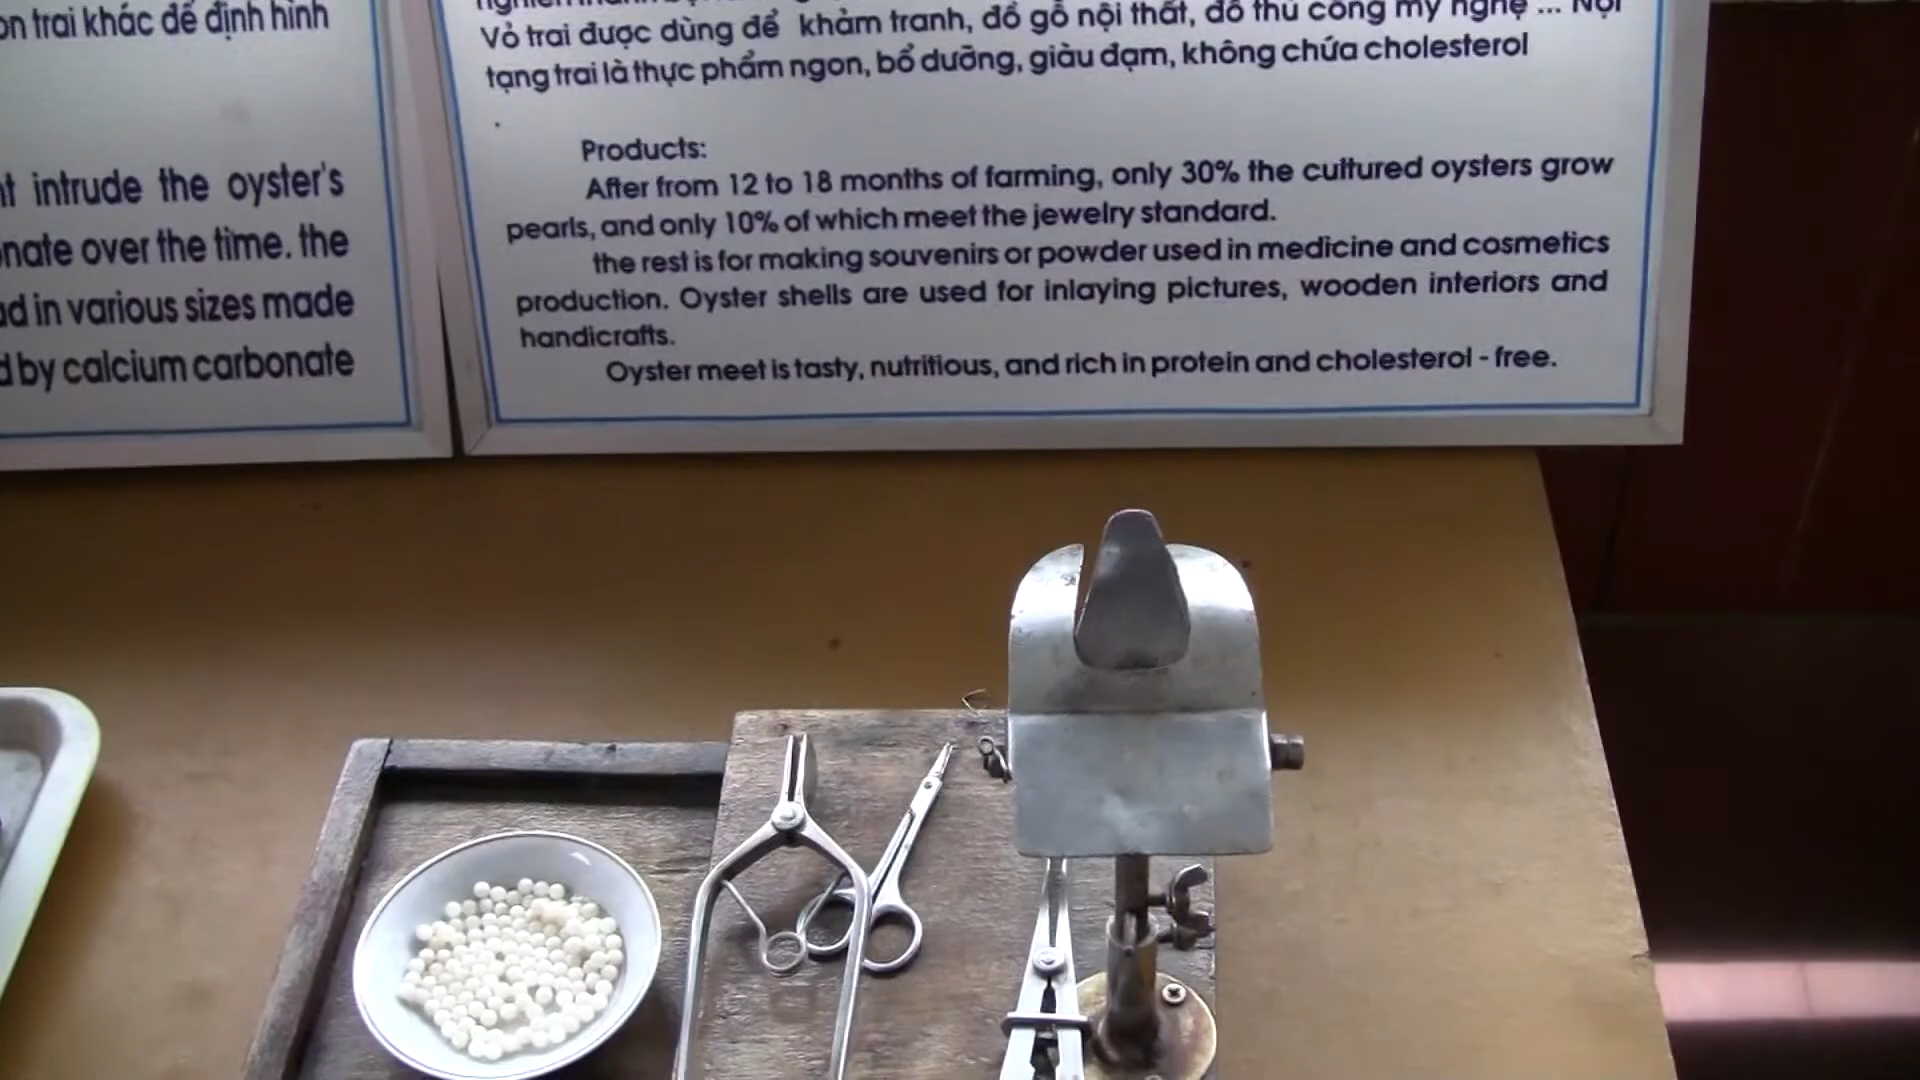 trai khác để định hình
intrude the oyster's
over the time. the
in various sizes made
by calcium carbonate
Vỏ trai được dùng để khảm tranh, đồ gỗ nội thất, đồ thủ công mỹ nghệ ... Nội
tạng trai là thực phẩm ngon, bổ dưỡng, giàu đạm, không chứa cholesterol
Products:
After from 12 to 18 months of farming, only 30% the cultured oysters grow
pearls, and only 10% of which meet the jewelry standard.
the rest is for making souvenirs or powder used in medicine and cosmetics
production. Oyster shells are used for inlaying pictures, wooden interiors and
handicrafts.
Oyster meet is tasty, nutritious, and rich in protein and cholesterol - free.